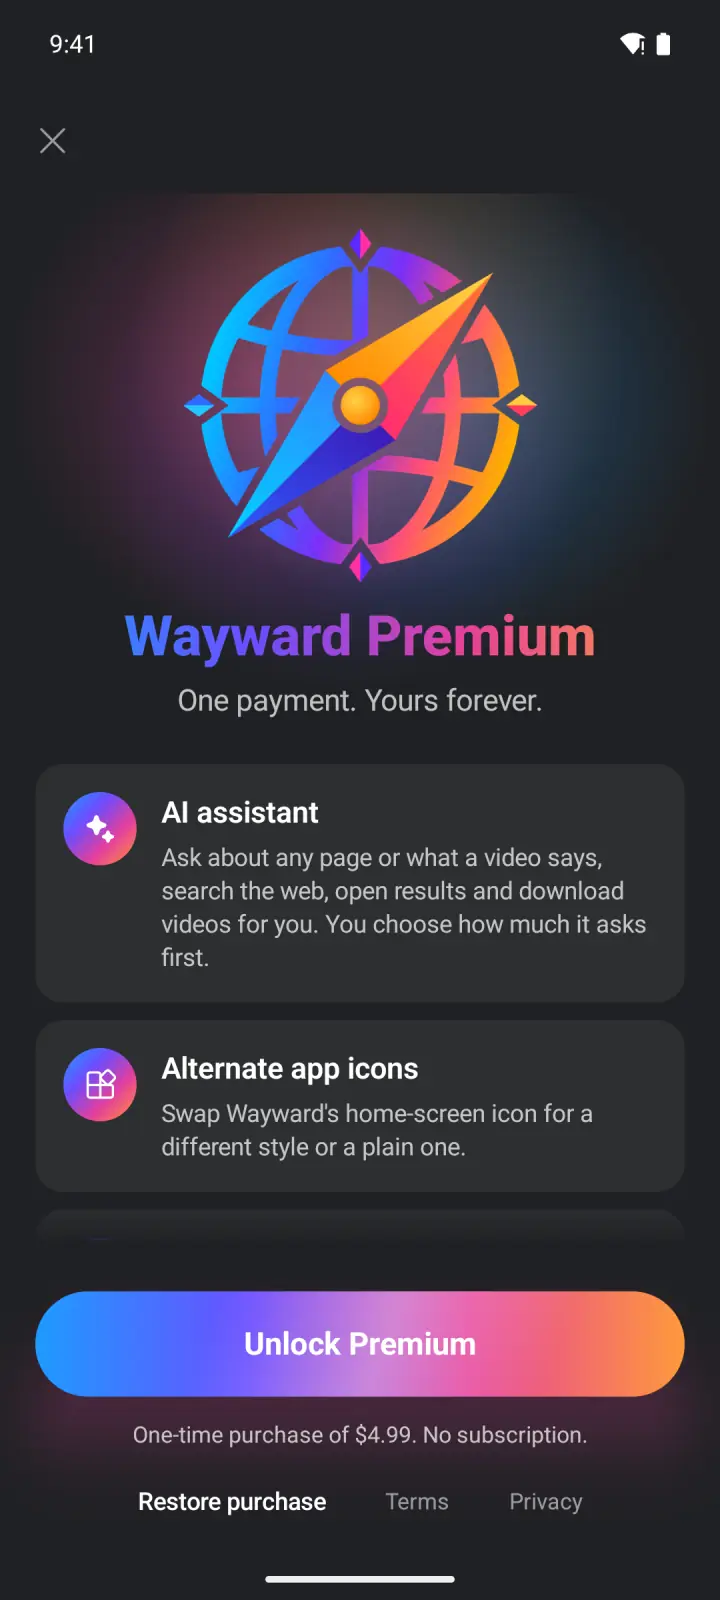 9:41
Wayward Premium
One payment. Yours forever.
AI assistant
Ask about any page or what a video says,
search the web, open results and download
videos for you. You choose how much it asks
first.
Alternate app icons
Swap Wayward's home-screen icon for a
different style or a plain one.
Unlock Premium
One-time purchase of $4.99. No subscription.
Restore purchase Terms Privacy